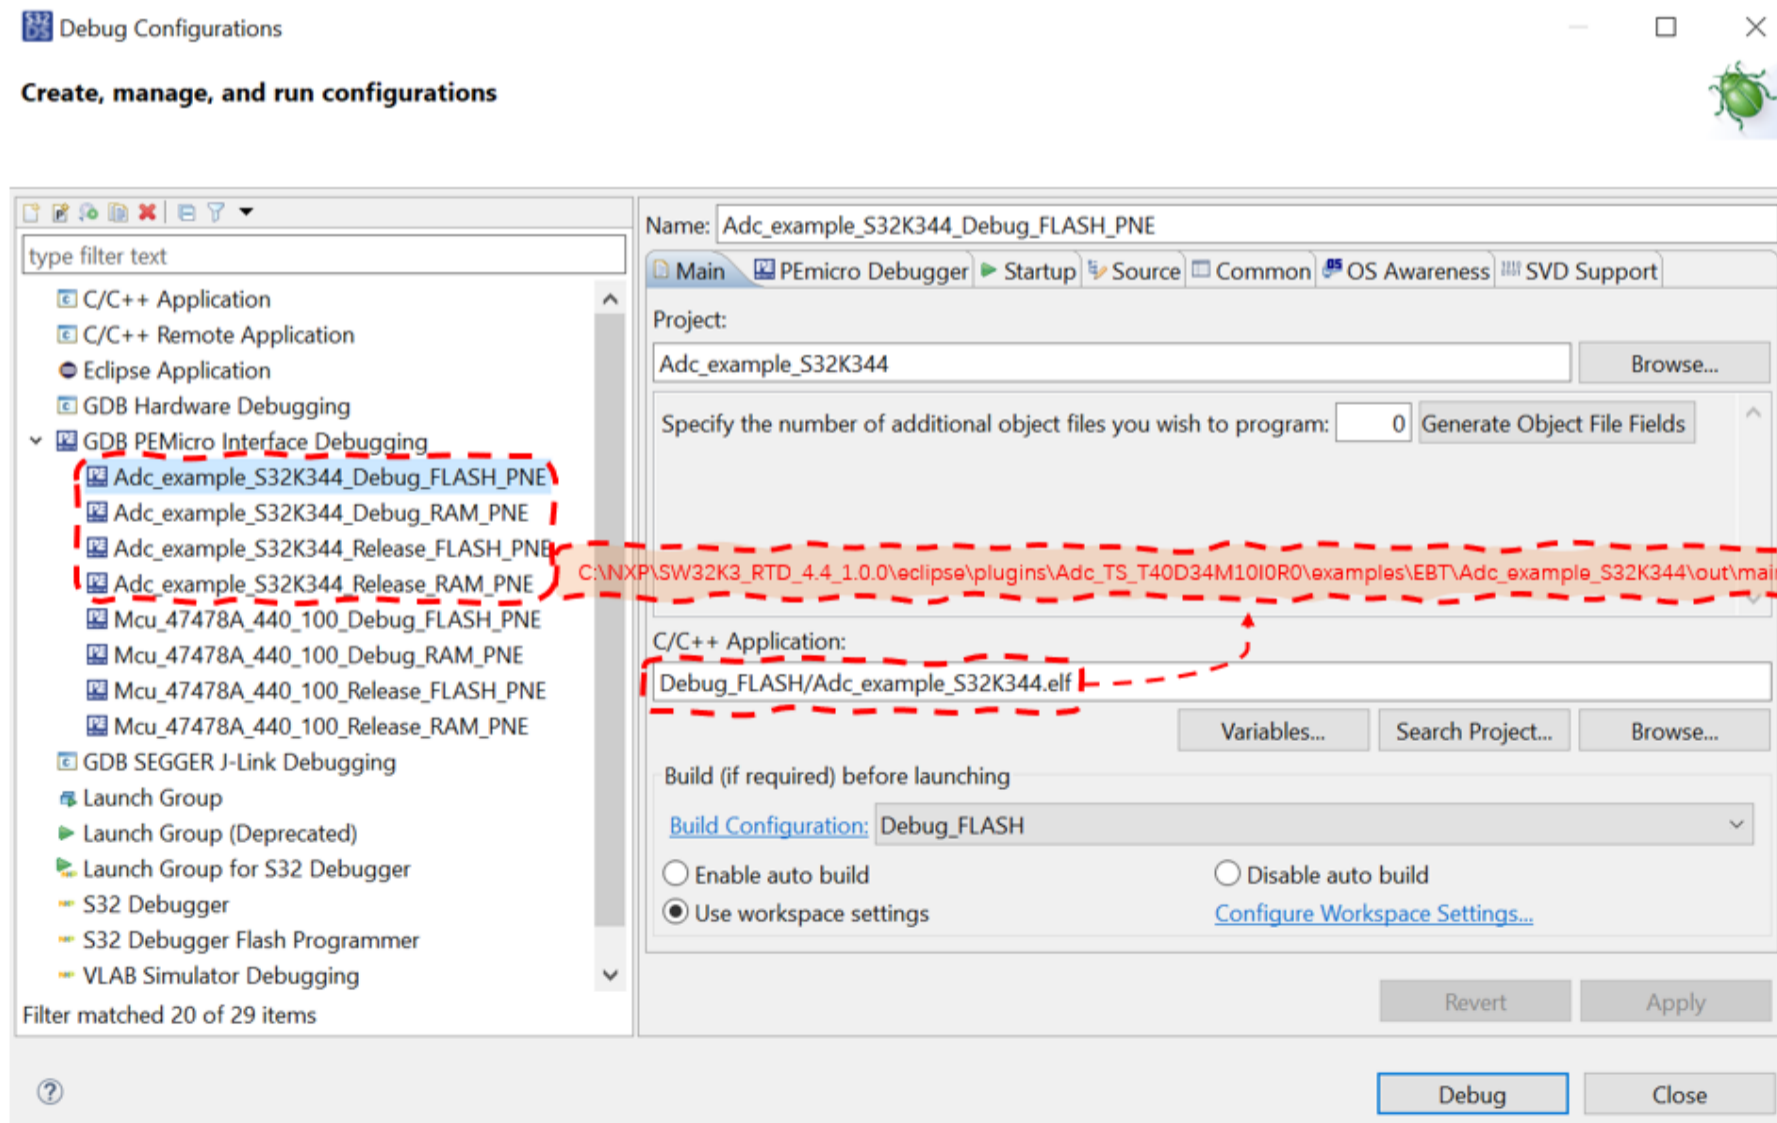 S32
DS
Debug Configurations
Create, manage, and run configurations
type filter text
C/C++ Application
C/C++ Remote Application
Eclipse Application
GDB Hardware Debugging
GDB PEMicro Interface Debugging
Adc_example_S32K344_Debug_FLASH_PNE
Adc_example_S32K344_Debug_RAM_PNE
Adc_example_S32K344_Release_FLASH_PNE
Adc_example_S32K344_Release_RAM_PNE
Mcu_47478A_440_100_Debug_FLASH_PNE
Mcu_47478A_440_100_Debug_RAM_PNE
Mcu_47478A_440_100_Release_FLASH_PNE
Mcu_47478A_440_100_Release_RAM_PNE
GDB SEGGER J-Link Debugging
Launch Group
Launch Group (Deprecated)
Launch Group for S32 Debugger
S32 Debugger
S32 Debugger Flash Programmer
VLAB Simulator Debugging
Filter matched 20 of 29 items
Name: Adc_example_S32K344_Debug_FLASH_PNE
Main PEmicro Debugger Startup Source Common OS Awareness SVD Support
Project:
Adc_example_S32K344 Browse...
Specify the number of additional object files you wish to program: 0 Generate Object File Fields
C:\NXP\SW32K3_RTD_4.4_1.0.0\eclipse\plugins\Adc_TS_T40D34M10I0R0\examples\EBT\Adc_example_S32K344\out\main
C/C++ Application:
Debug_FLASH/Adc_example_S32K344.elf
Variables... Search Project... Browse...
Build (if required) before launching
Build Configuration: Debug_FLASH
Enable auto build Disable auto build
Use workspace settings Configure Workspace Settings...
Revert Apply
Debug Close